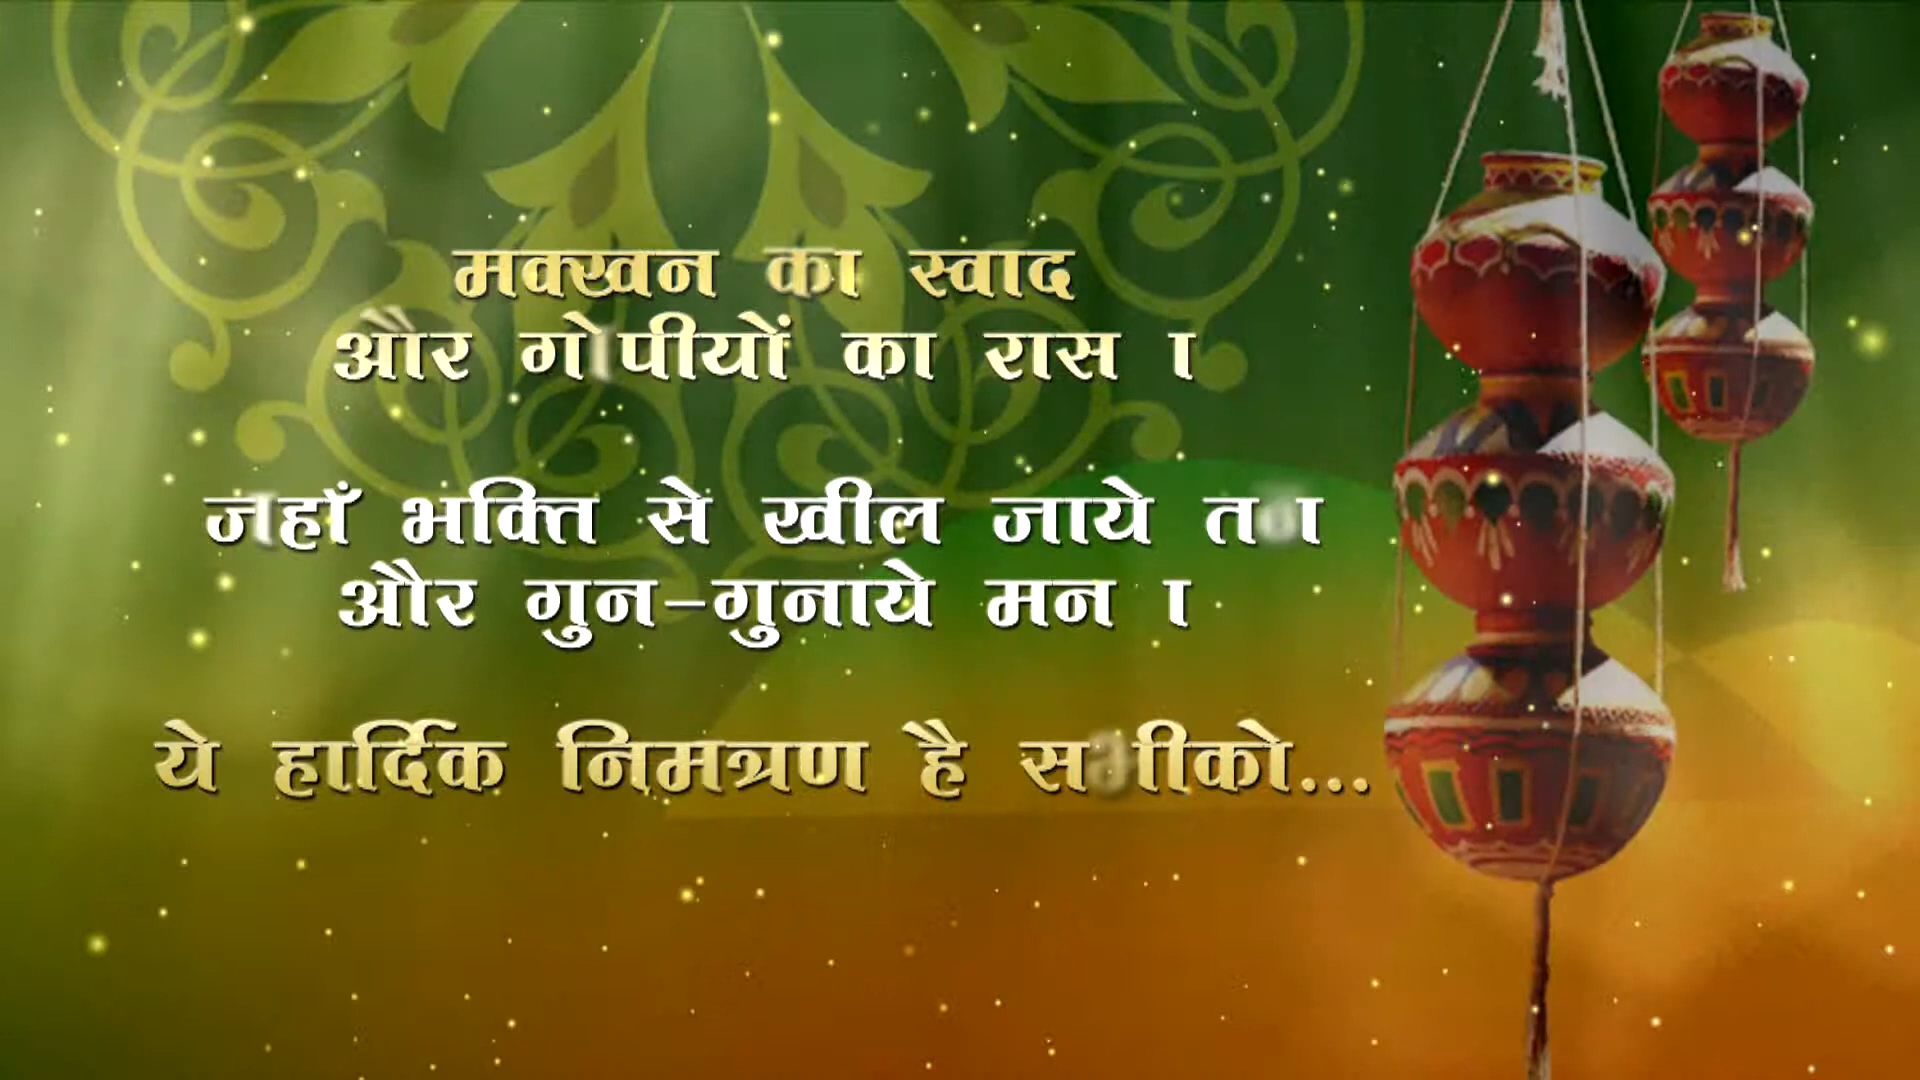 मक्खन का स्वाद
और गोपीयों का रास ।
जहाँ भक्ति से खील जाये तन ।
और गुन-गुनाये मन ।
ये हार्दिक निमत्रण है सभीको...